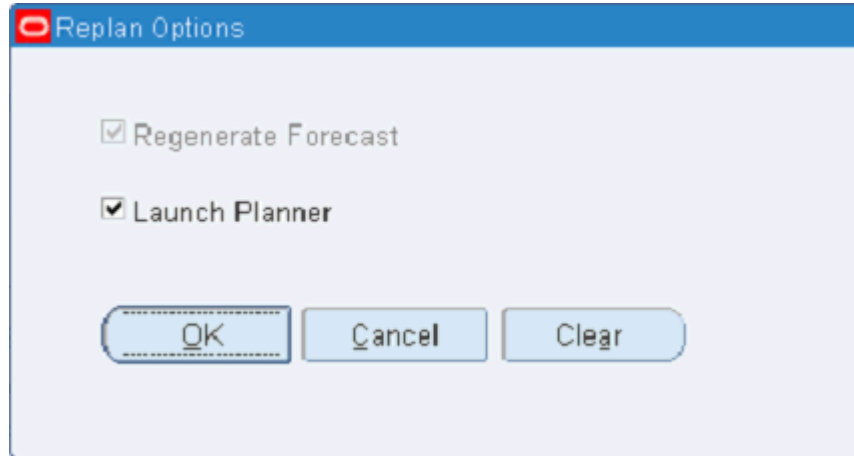 Replan Options
Regenerate Forecast
Launch Planner
OK Cancel Clear